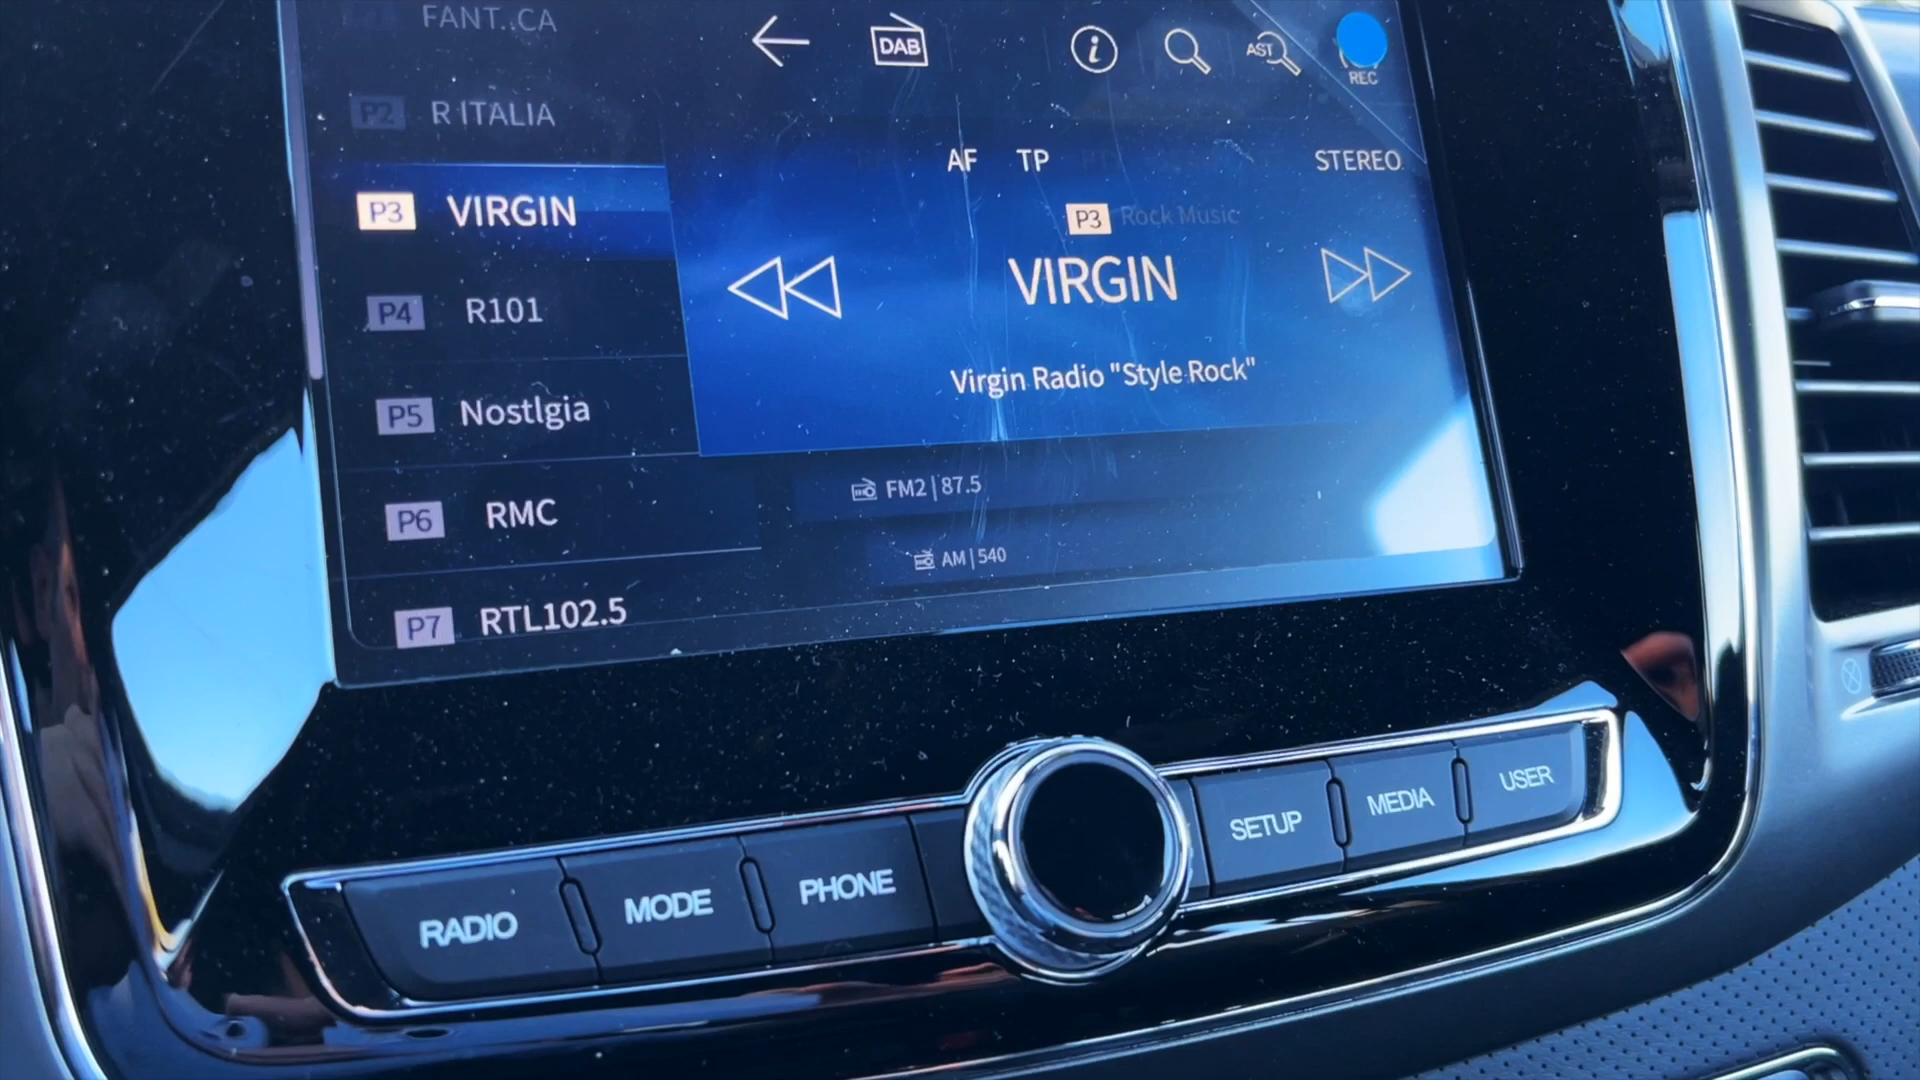 FANT..CA
P2 R ITALIA
P3 VIRGIN
P4 R101
P5 Nostlgia
P6 RMC
P7 RTL102.5
DAB
i
AST
REC
AF TP STEREO
P3 Rock Music
VIRGIN
Virgin Radio "Style Rock"
FM2 | 87.5
AM | 540
RADIO MODE PHONE SETUP MEDIA USER